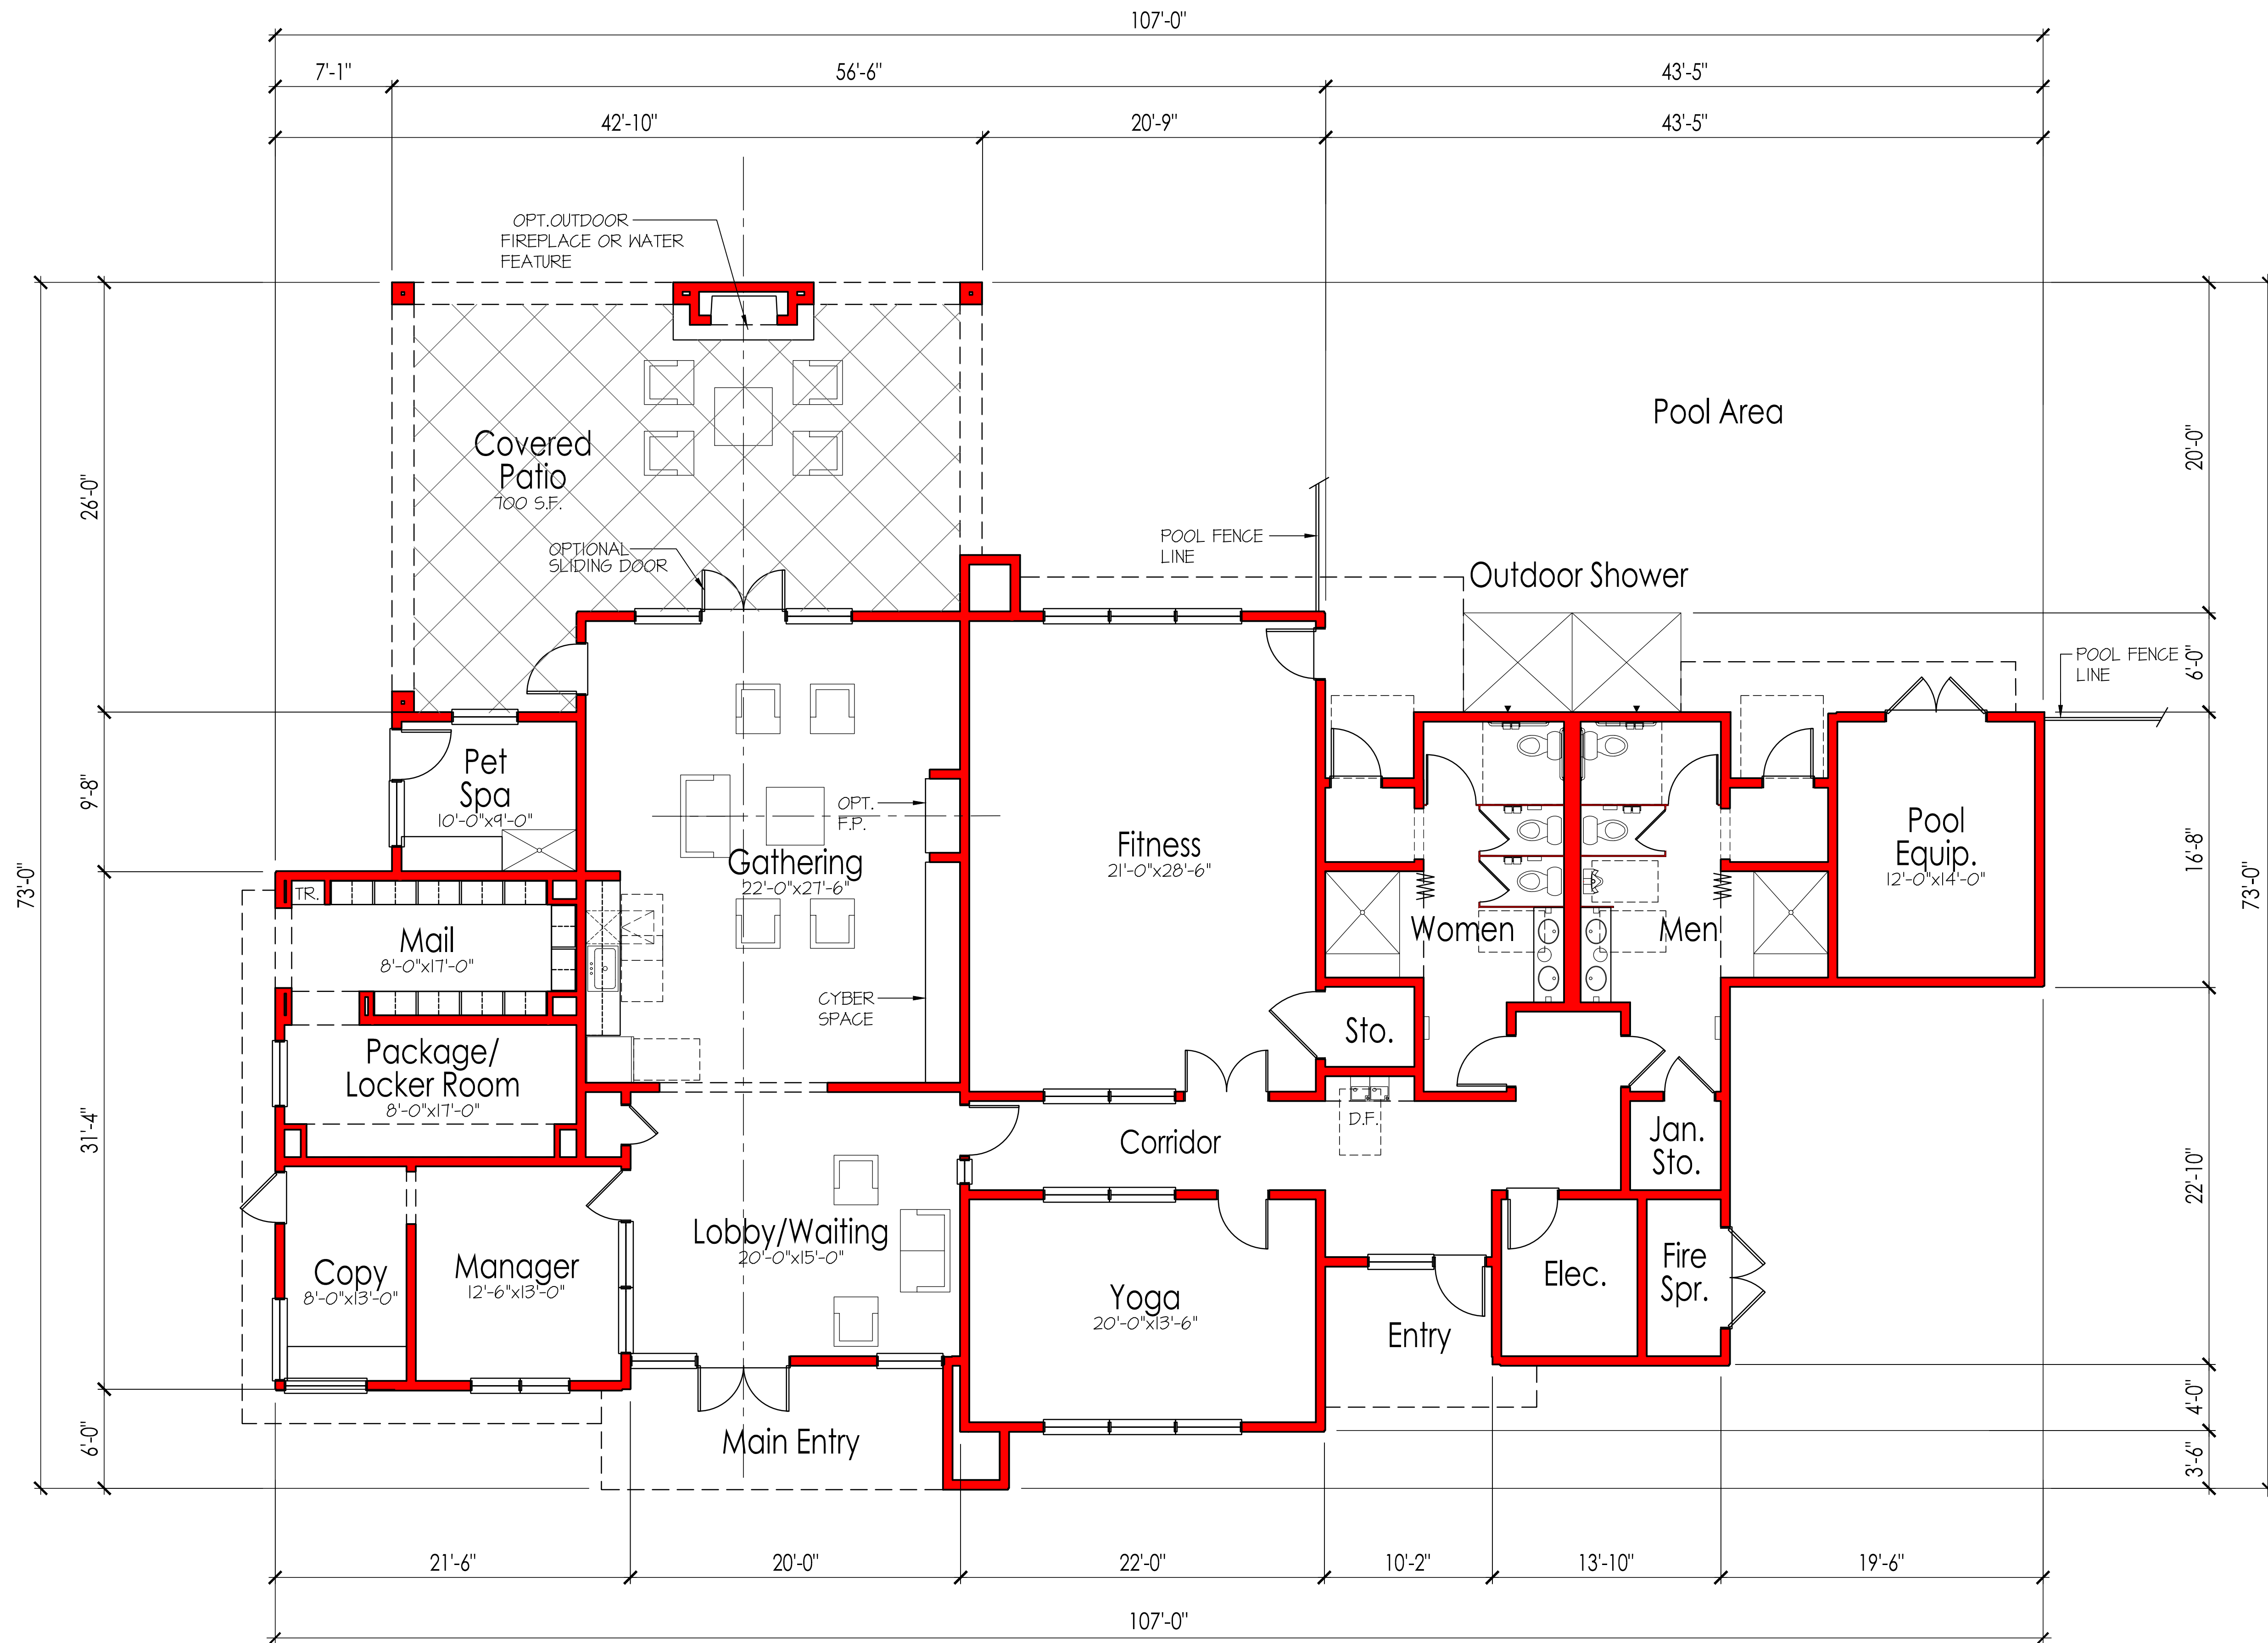 107'-0"
7'-1"
56'-6"
43'-5"
42'-10"
20'-9"
43'-5"
OPT.OUTDOOR
FIREPLACE OR WATER
FEATURE
Pool Area
Covered
Patio
700 S.F.
OPTIONAL
SLIDING DOOR
POOL FENCE
LINE
Outdoor Shower
POOL FENCE
LINE
73'-0"
26'-0"
9'-8"
31'-4"
6'-0"
20'-0"
6'-0"
16'-8"
22'-10"
4'-0"
3'-6"
73'-0"
Pet
Spa
10'-0"x9'-0"
OPT.
F.P.
Gathering
22'-0"x27'-6"
Fitness
21'-0"x28'-6"
Pool
Equip.
12'-0"x14'-0"
TR.
Mail
8'-0"x17'-0"
Women
Men
CYBER
SPACE
Sto.
Package/
Locker Room
8'-0"x17'-0"
D.F.
Corridor
Jan.
Sto.
Lobby/Waiting
20'-0"x15'-0"
Copy
8'-0"x13'-0"
Manager
12'-6"x13'-0"
Yoga
20'-0"x13'-6"
Entry
Elec.
Fire
Spr.
Main Entry
21'-6"
20'-0"
22'-0"
10'-2"
13'-10"
19'-6"
107'-0"